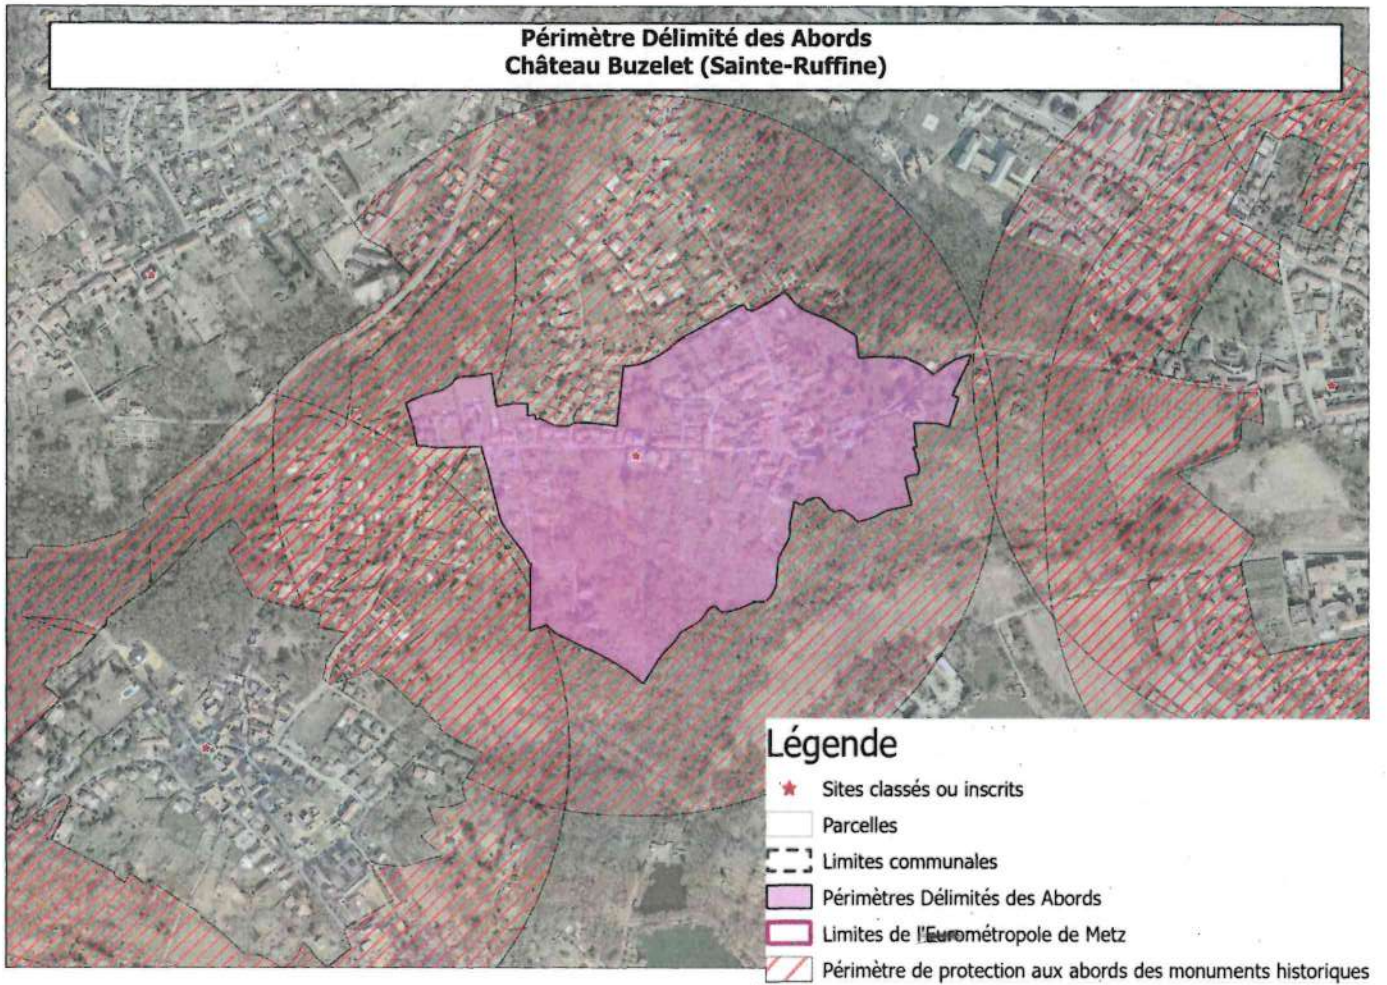 Périmètre Délimité des Abords
Château Buzelet (Sainte-Ruffine)
Légende
Sites classés ou inscrits
Parcelles
Limites communales
Périmètres Délimités des Abords
Limites de l'Eurométropole de Metz
Périmètre de protection aux abords des monuments historiques